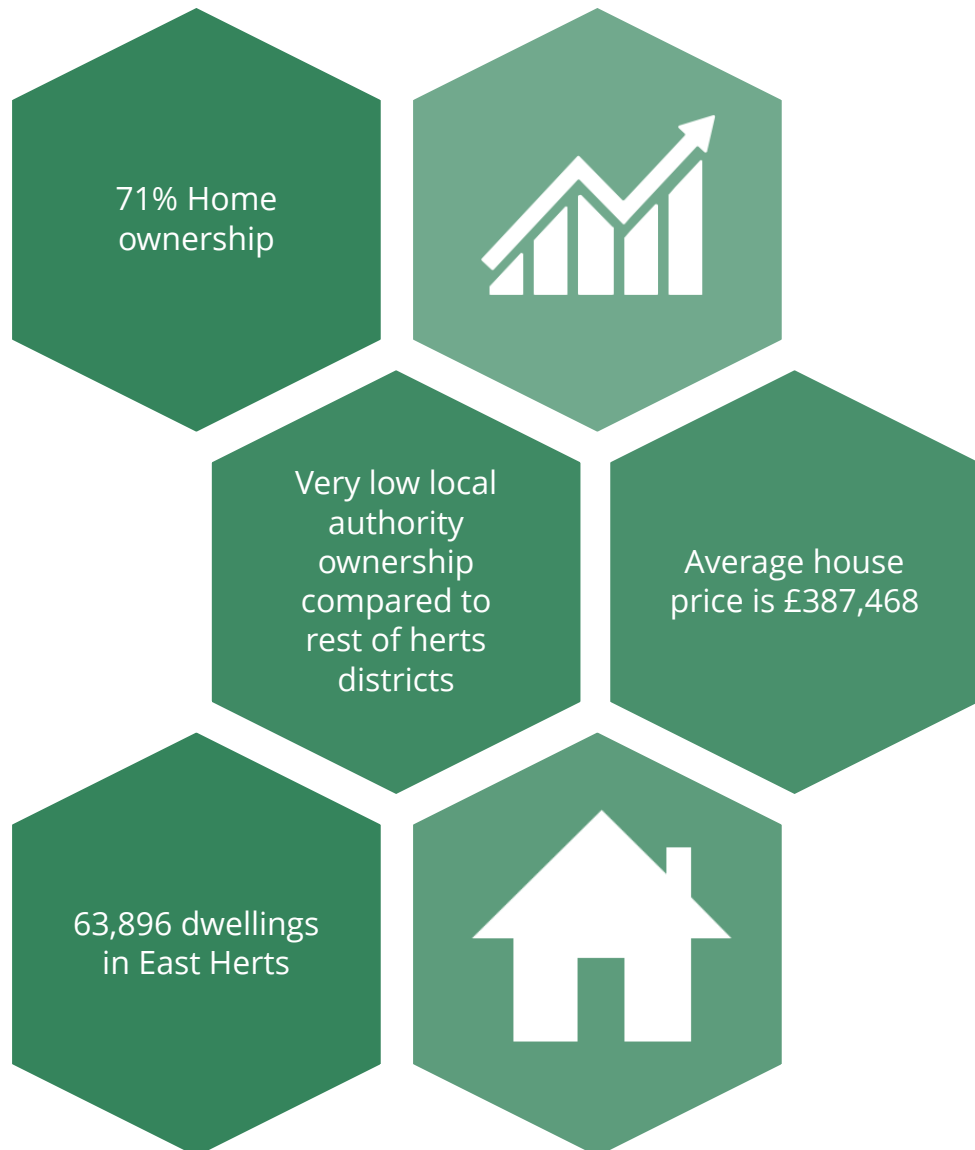 71% Home
ownership
Very low local
authority
ownership
compared to
rest of herts
districts
Average house
price is £387,468
63,896 dwellings
in East Herts